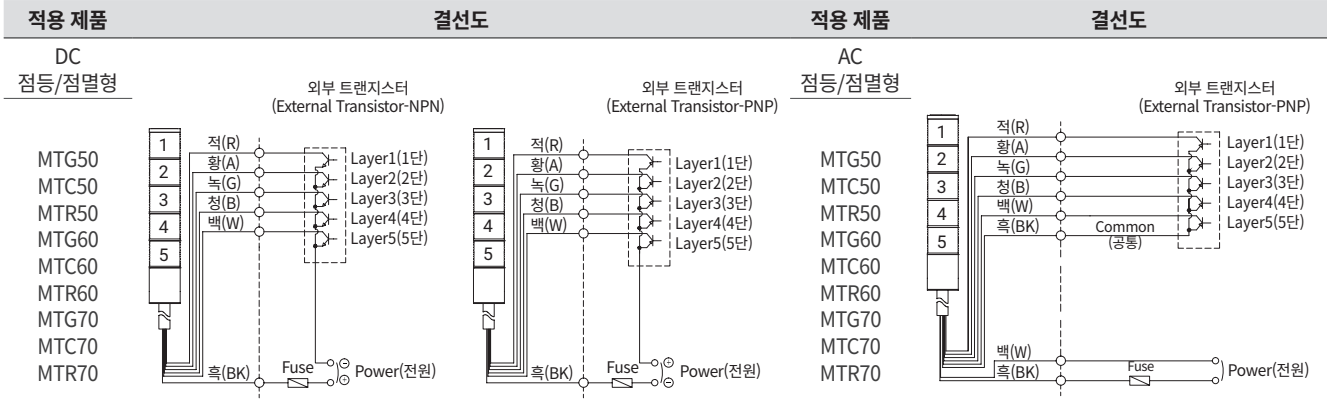 적용 제품
결선도
적용 제품
결선도
DC
점등/점멸형
MTG50
MTC50
MTR50
MTG60
MTC60
MTR60
MTG70
MTC70
MTR70
외부 트랜지스터
(External Transistor-NPN)
1
2
3
4
5
적(R)
황(A)
녹(G)
청(B)
백(W)
Layer1(1단)
Layer2(2단)
Layer3(3단)
Layer4(4단)
Layer5(5단)
흑(BK)
Fuse
⊖
⊕
Power(전원)
외부 트랜지스터
(External Transistor-PNP)
1
2
3
4
5
적(R)
황(A)
녹(G)
청(B)
백(W)
Layer1(1단)
Layer2(2단)
Layer3(3단)
Layer4(4단)
Layer5(5단)
흑(BK)
Fuse
⊕
⊖
Power(전원)
AC
점등/점멸형
MTG50
MTC50
MTR50
MTG60
MTC60
MTR60
MTG70
MTC70
MTR70
외부 트랜지스터
(External Transistor-PNP)
1
2
3
4
5
적(R)
황(A)
녹(G)
청(B)
백(W)
흑(BK)
Common
(공통)
Layer1(1단)
Layer2(2단)
Layer3(3단)
Layer4(4단)
Layer5(5단)
백(W)
흑(BK)
Fuse
Power(전원)